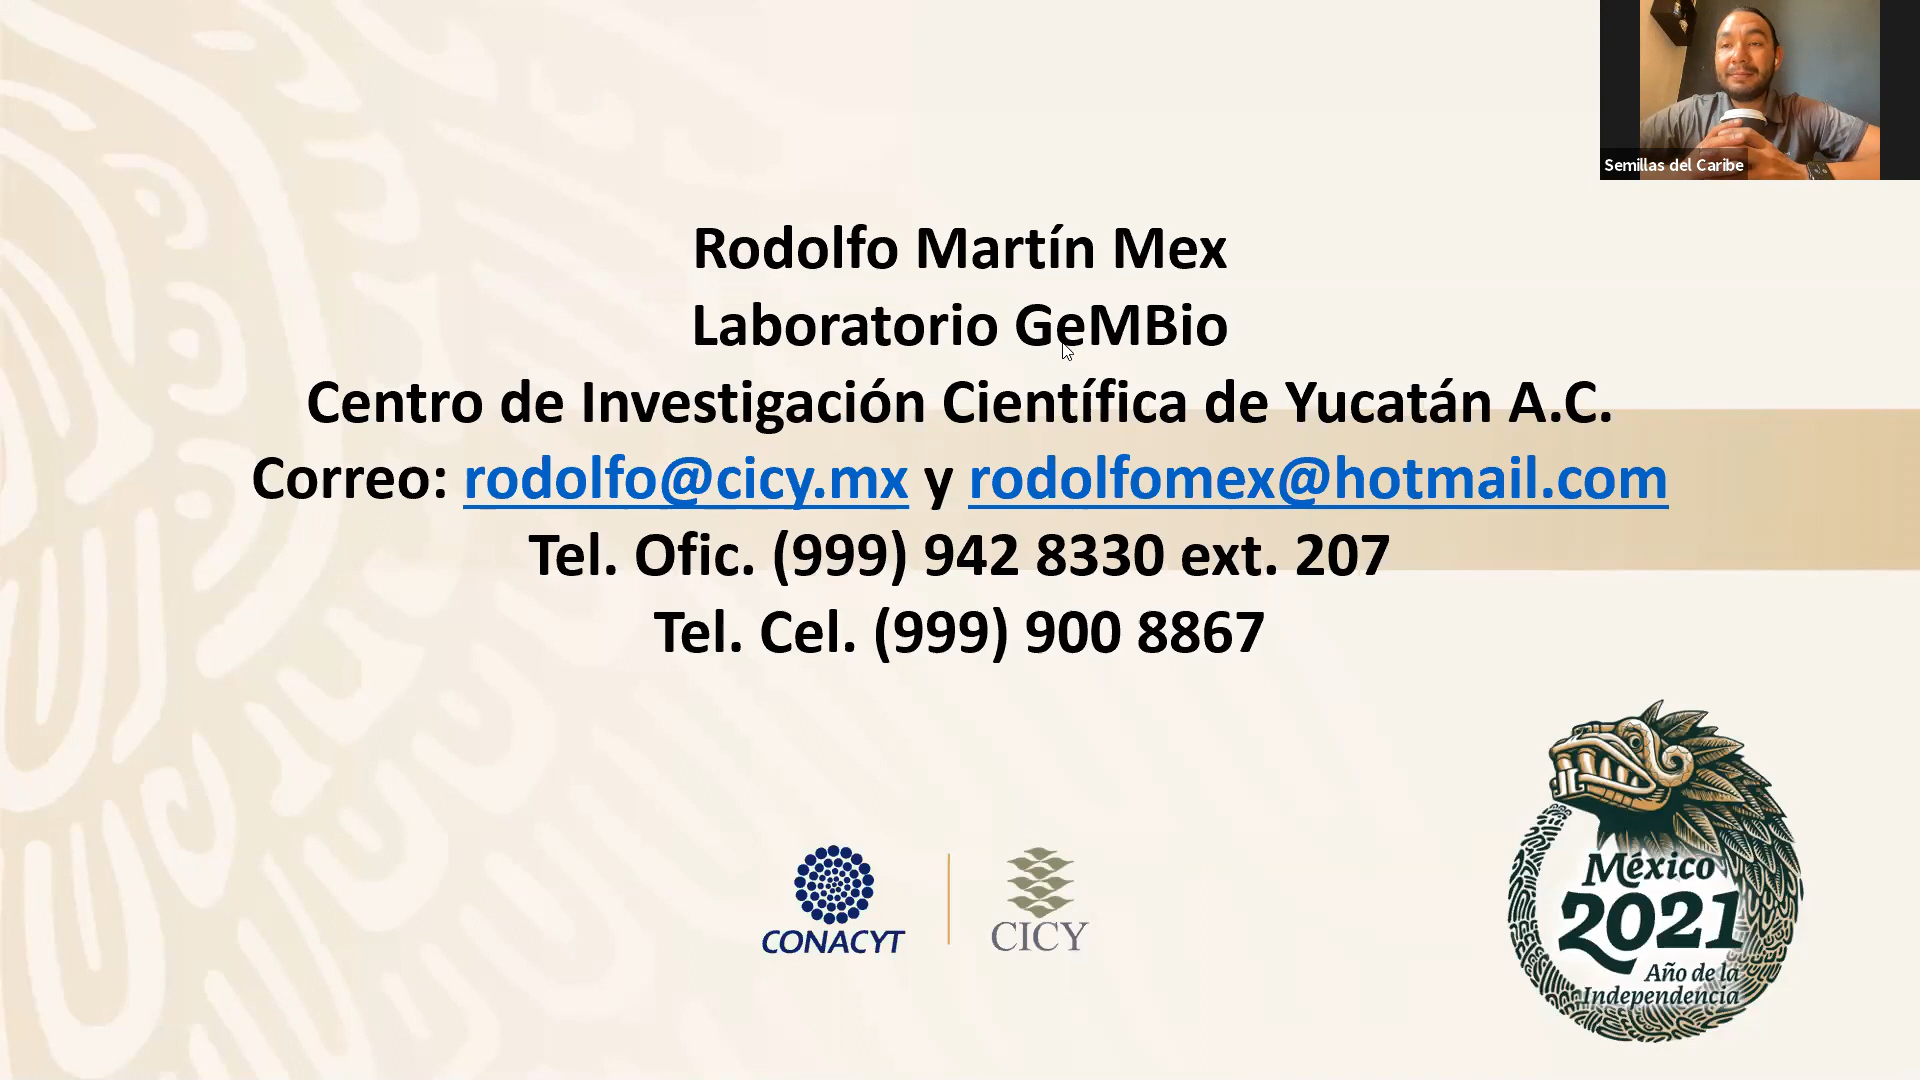 Semillas del Caribe
Rodolfo Martín Mex
Laboratorio GeMBio
Centro de Investigación Científica de Yucatán A.C.
Correo: rodolfo@cicy.mx y rodolfomex@hotmail.com
Tel. Ofic. (999) 942 8330 ext. 207
Tel. Cel. (999) 900 8867
CONACYT
CICY
México
2021
Año de la
Independencia